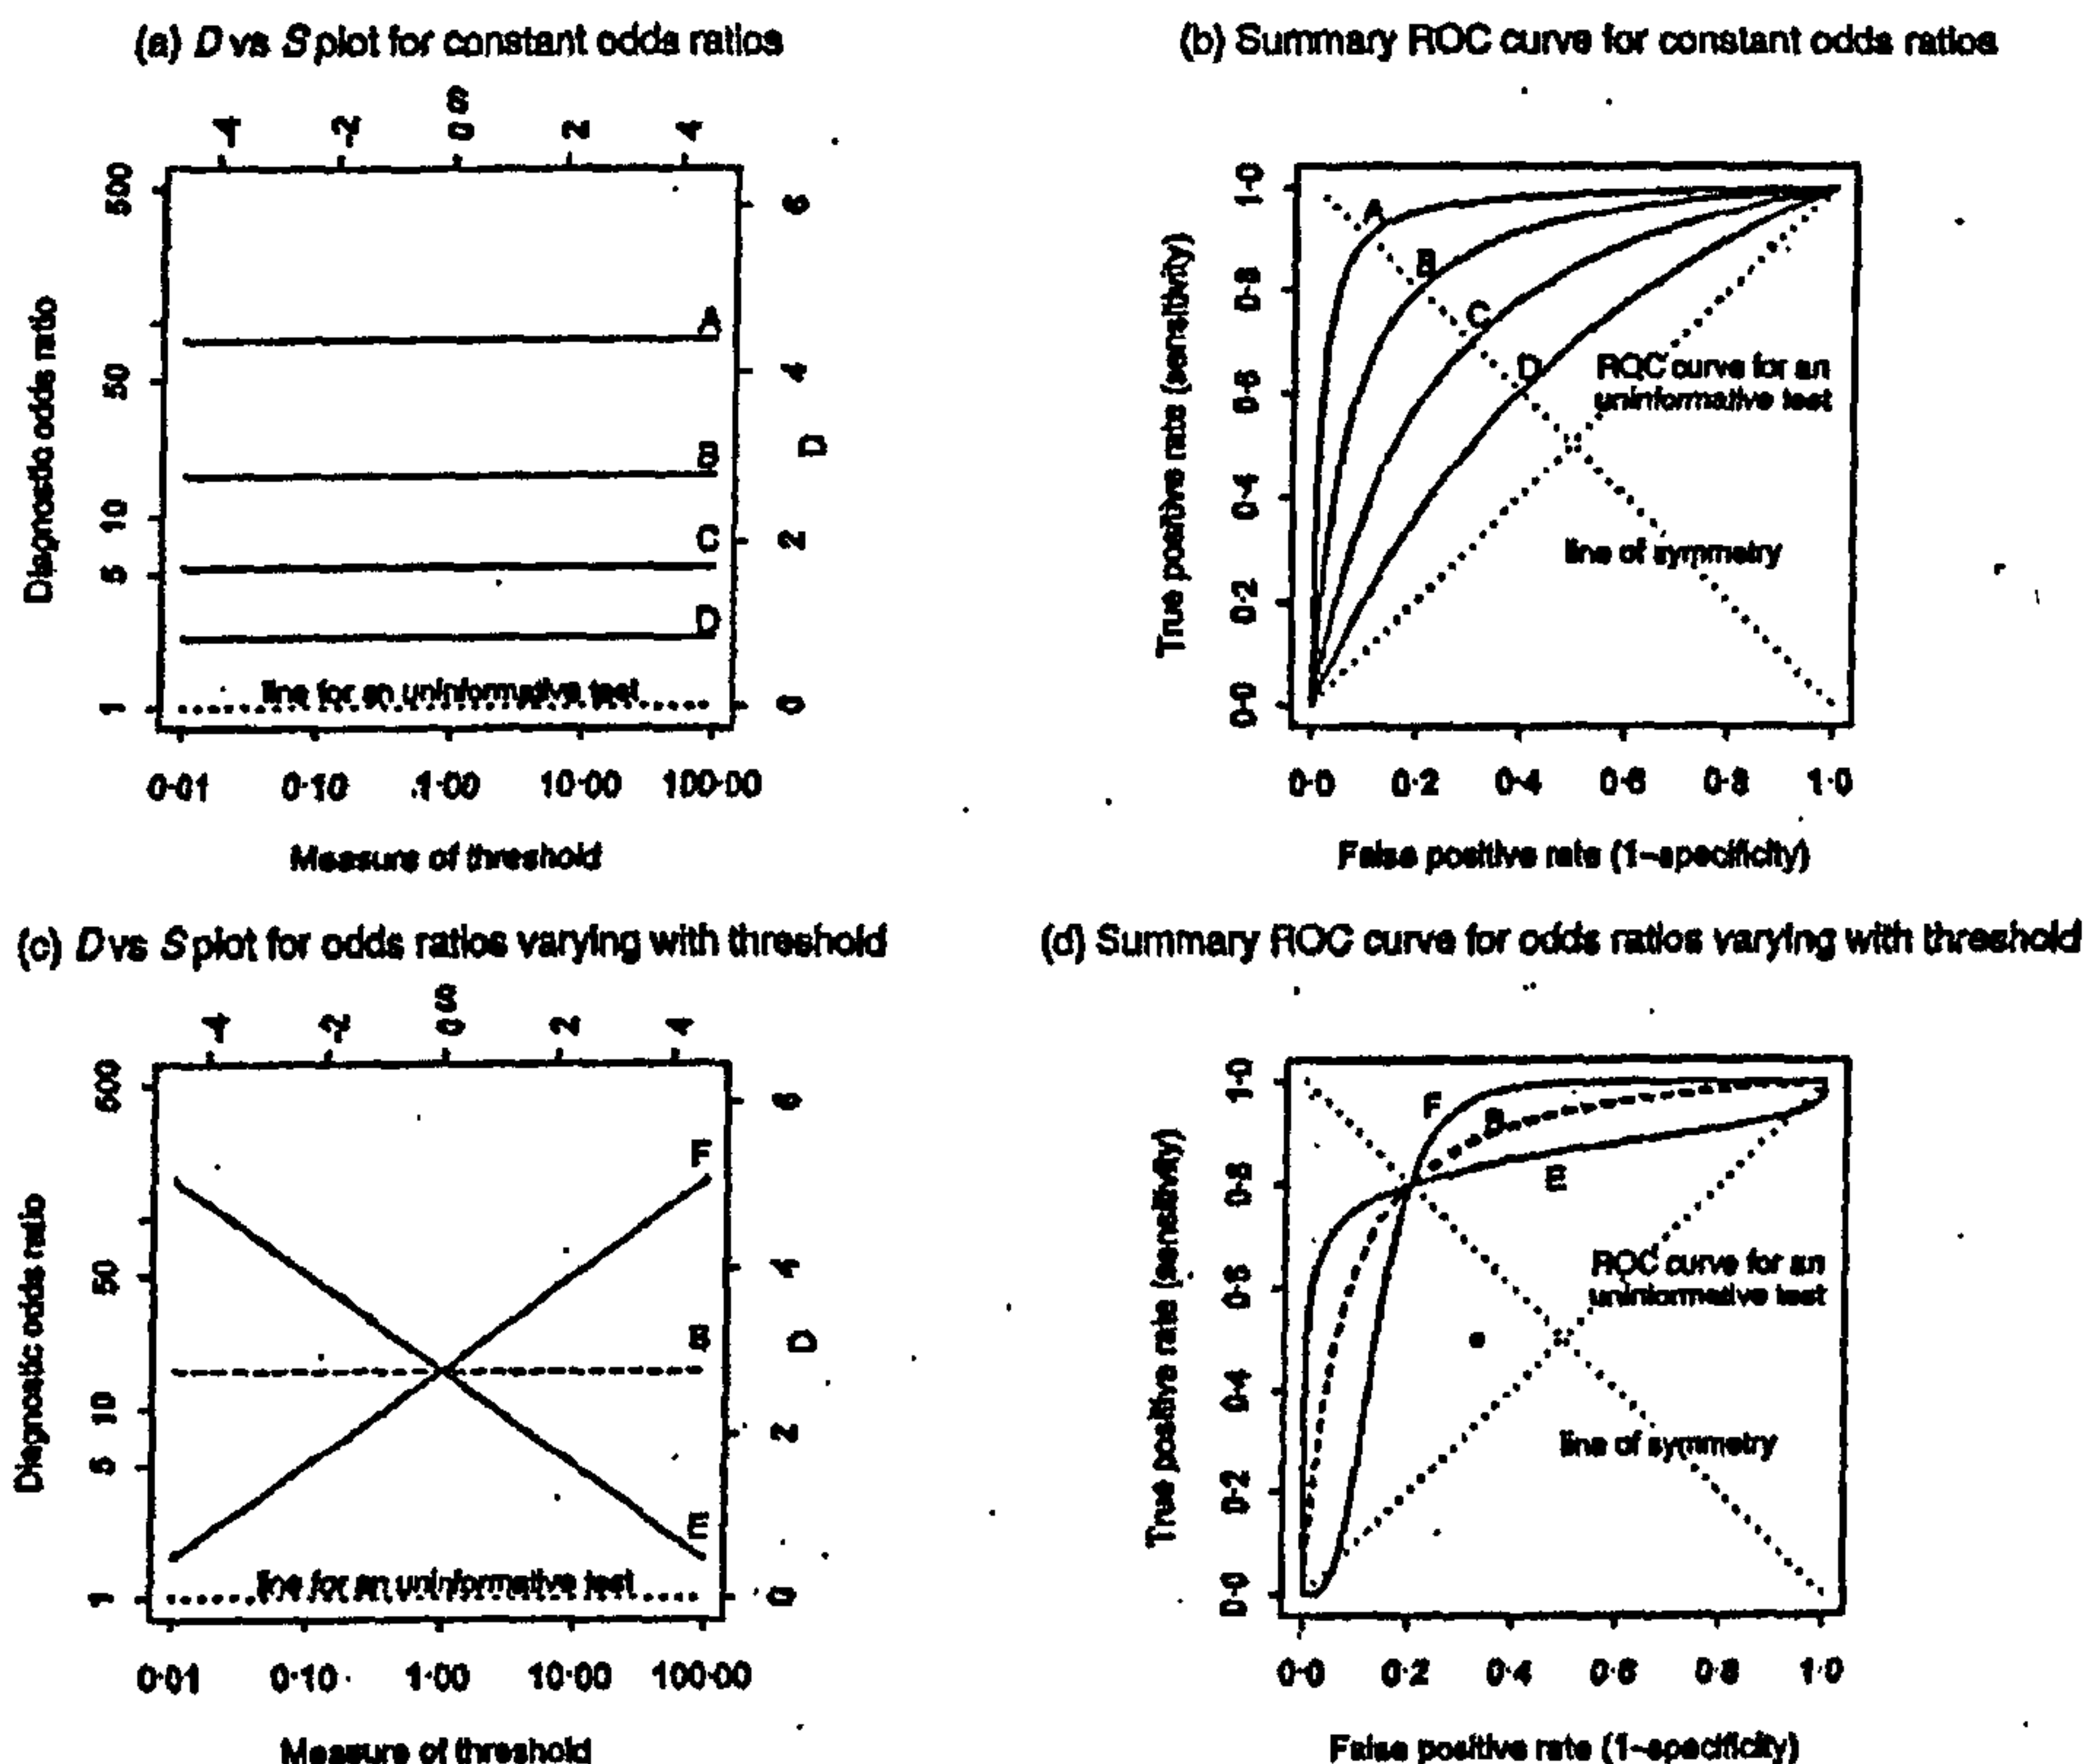 (a) D vs S plot for constant odds ratios
S
-4 -2 0 2 4
500
50
10
5
1
Diagnostic odds ratio
6
4
2
0
D
A
B
C
D
line for an uninformative test
0·01 0·10 1·00 10·00 100·00
Measure of threshold
(b) Summary ROC curve for constant odds ratios
1·0
0·8
0·6
0·4
0·2
0·0
True positive rate (sensitivity)
A
B
C
D
ROC curve for an
uninformative test
line of symmetry
0·0 0·2 0·4 0·6 0·8 1·0
False positive rate (1-specificity)
(c) D vs S plot for odds ratios varying with threshold
S
-4 -2 0 2 4
500
50
10
5
1
Diagnostic odds ratio
6
4
2
0
D
F
B
E
line for an uninformative test
0·01 0·10 1·00 10·00 100·00
Measure of threshold
(d) Summary ROC curve for odds ratios varying with threshold
1·0
0·8
0·6
0·4
0·2
0·0
True positive rate (sensitivity)
F
B
E
ROC curve for an
uninformative test
line of symmetry
0·0 0·2 0·4 0·6 0·8 1·0
False positive rate (1-specificity)